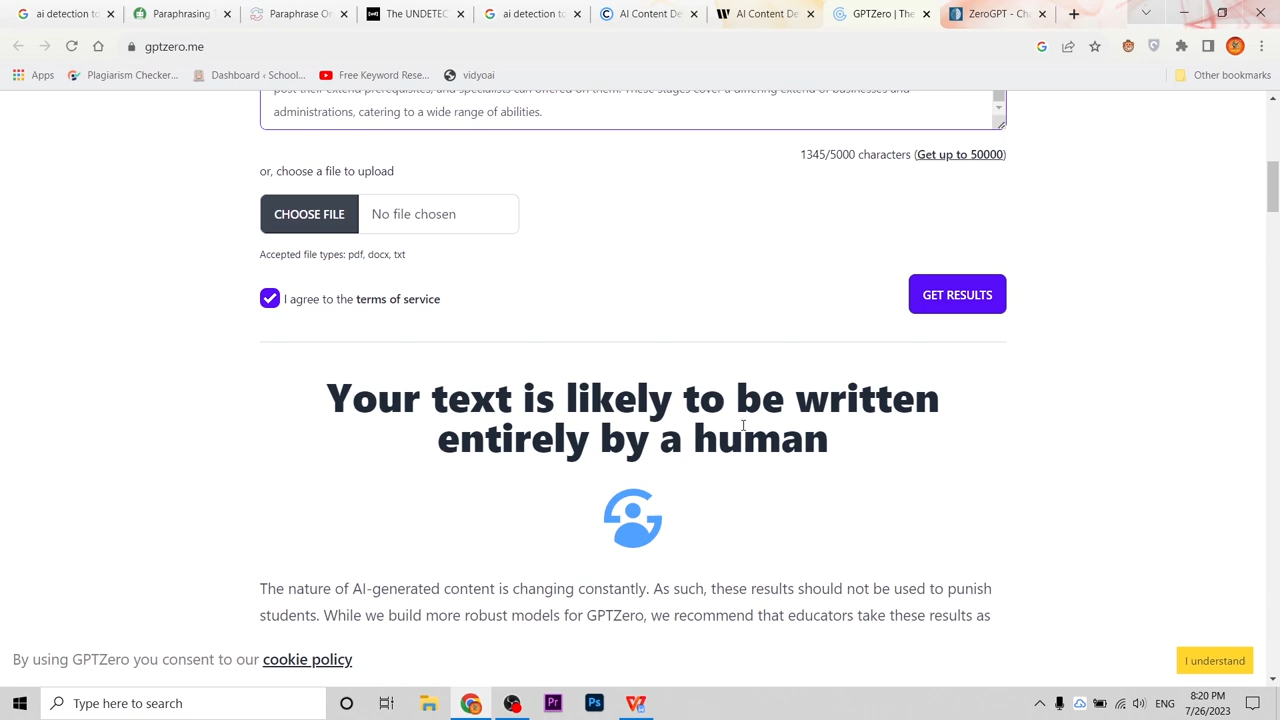 ai detection to
Paraphrasing T
Paraphrase On
The UNDETEC
ai detection to
AI Content De
AI Content De
GPTZero | The
ZeroGPT - Cha
gptzero.me
Apps
Plagiarism Checker...
Dashboard ‹ School...
Free Keyword Rese...
vidyoai
Other bookmarks
post their extend prerequisites, and specialists can offered on them. These stages cover a differing extend of businesses and
administrations, catering to a wide range of abilities.
1345/5000 characters (Get up to 50000)
or, choose a file to upload
CHOOSE FILE No file chosen
Accepted file types: pdf, docx, txt
I agree to the terms of service
GET RESULTS
Your text is likely to be written
entirely by a human
The nature of AI-generated content is changing constantly. As such, these results should not be used to punish
students. While we build more robust models for GPTZero, we recommend that educators take these results as
By using GPTZero you consent to our cookie policy
I understand
Type here to search
Pr
Ps
ENG
8:20 PM
7/26/2023